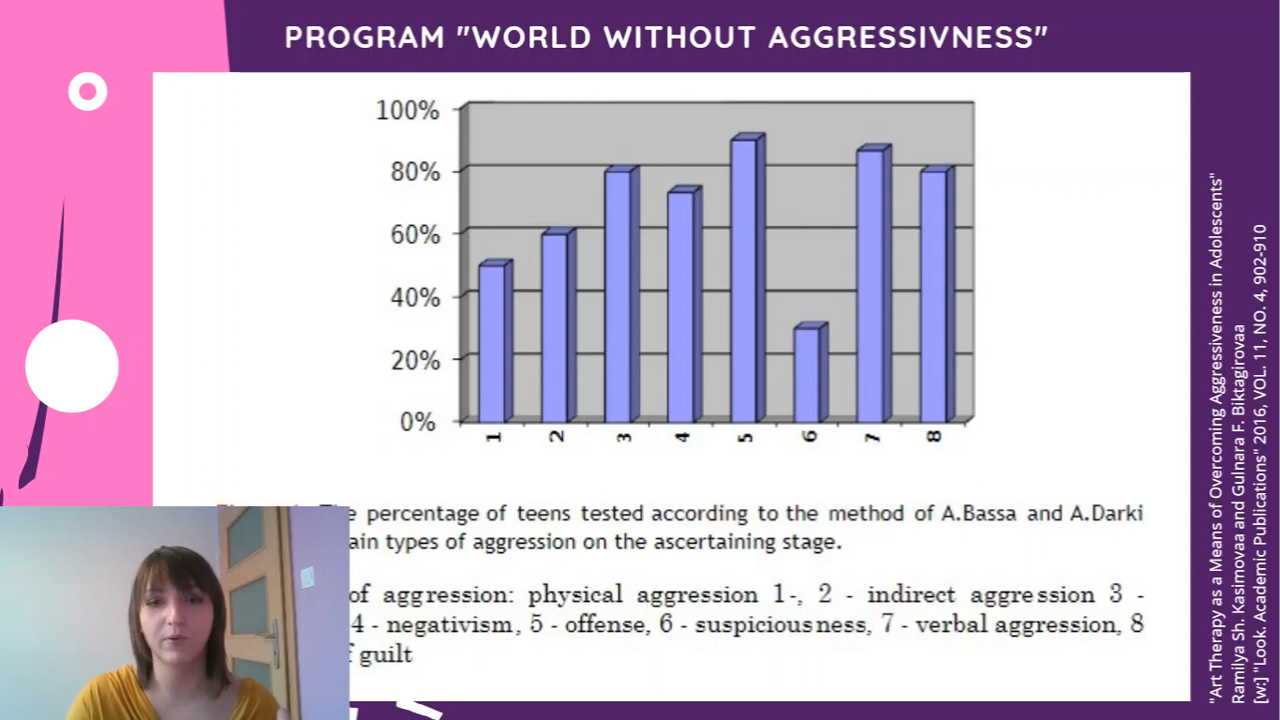 PROGRAM "WORLD WITHOUT AGGRESSIVNESS"
100%
80%
60%
40%
20%
0%
1 2 3 4 5 6 7 8
percentage of teens tested according to the method of A.Bassa and A.Darki
types of aggression on the ascertaining stage.
of aggression: physical aggression 1-, 2 - indirect aggression 3 -
4 - negativism, 5 - offense, 6 - suspiciousness, 7 - verbal aggression, 8
guilt
"Art Therapy as a Means of Overcoming Aggressiveness in Adolescents"
Ramilya Sh. Kasimovaa and Gulnara F. Biktagirovaa
[w:] "Look. Academic Publications" 2016, VOL. 11, NO. 4, 902-910